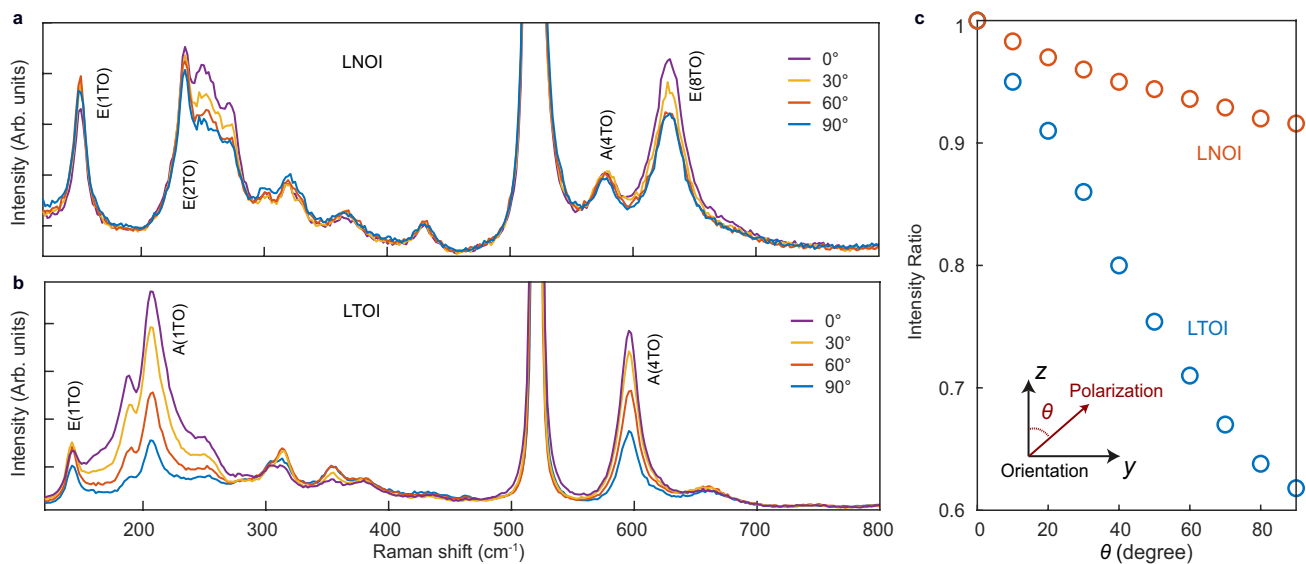 a
Intensity (Arb. units)
LNOI
E(1TO)
E(2TO)
A(4TO)
E(8TO)
0°
30°
60°
90°
b
Intensity (Arb. units)
LTOI
E(1TO)
A(1TO)
A(4TO)
0°
30°
60°
90°
200
300
400
500
600
700
800
Raman shift (cm⁻¹)
c
Intensity Ratio
1
0.9
0.8
0.7
0.6
LNOI
LTOI
z
Polarization
θ
Orientation
y
0
20
40
60
80
θ (degree)